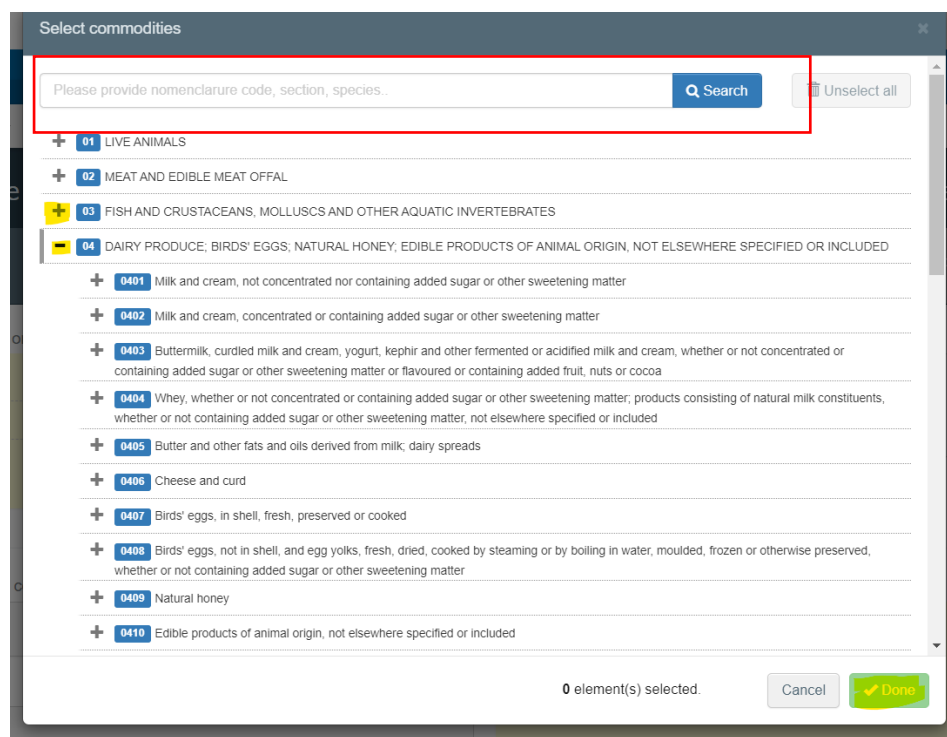 Select commodities ×
Please provide nomenclarure code, section, species..
Search
Unselect all
01 LIVE ANIMALS
02 MEAT AND EDIBLE MEAT OFFAL
03 FISH AND CRUSTACEANS, MOLLUSCS AND OTHER AQUATIC INVERTEBRATES
04 DAIRY PRODUCE; BIRDS' EGGS; NATURAL HONEY; EDIBLE PRODUCTS OF ANIMAL ORIGIN, NOT ELSEWHERE SPECIFIED OR INCLUDED
0401 Milk and cream, not concentrated nor containing added sugar or other sweetening matter
0402 Milk and cream, concentrated or containing added sugar or other sweetening matter
0403 Buttermilk, curdled milk and cream, yogurt, kephir and other fermented or acidified milk and cream, whether or not concentrated or
containing added sugar or other sweetening matter or flavoured or containing added fruit, nuts or cocoa
0404 Whey, whether or not concentrated or containing added sugar or other sweetening matter; products consisting of natural milk constituents,
whether or not containing added sugar or other sweetening matter, not elsewhere specified or included
0405 Butter and other fats and oils derived from milk; dairy spreads
0406 Cheese and curd
0407 Birds' eggs, in shell, fresh, preserved or cooked
0408 Birds' eggs, not in shell, and egg yolks, fresh, dried, cooked by steaming or by boiling in water, moulded, frozen or otherwise preserved,
whether or not containing added sugar or other sweetening matter
0409 Natural honey
0410 Edible products of animal origin, not elsewhere specified or included
0 element(s) selected.
Cancel
Done